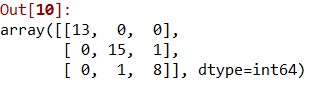 Out[10]:
array([[13,  0,  0],
       [ 0, 15,  1],
       [ 0,  1,  8]], dtype=int64)